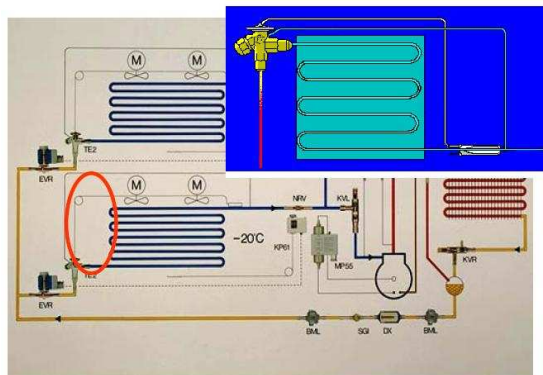 M
M
TE2
EVR
M
M
NRV
KVL
-20°C
KP61
MP55
KVR
TE2
EVR
BML
SGI
DX
BML